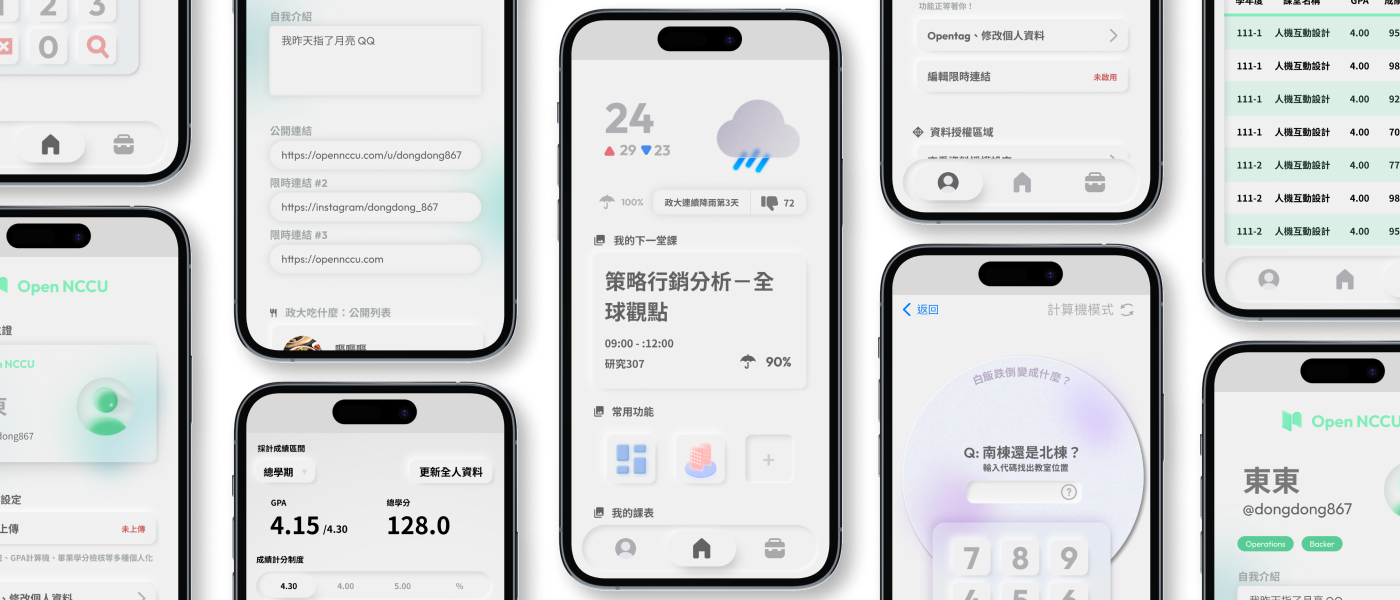 2
3
0
Open NCCU
證
NCCU
東
dong867
設定
上傳
未上傳
、GPA計算機、畢業學分檢核等多種個人化
、修改個人資料
自我介紹
我昨天指了月亮 QQ
公開連結
https://opennccu.com/u/dongdong867
限時連結 #2
https://instagram/dongdong_867
限時連結 #3
https://opennccu.com
政大吃什麼：公開列表
嘔嘔嘔
採計成績區間
總學期
更新全人資料
GPA
總學分
4.15 /4.30
128.0
成績計分制度
4.30
4.00
5.00
%
24
29
23
100%
政大連續降雨第3天
72
我的下一堂課
策略行銷分析－全
球觀點
09:00 - :12:00
研究307
90%
常用功能
+
我的課表
功能正等著你！
Opentag、修改個人資料
編輯限時連結
未啟用
資料授權區域
返回
計算機模式
白飯跌倒變成什麼？
Q: 南棟還是北棟？
輸入代碼找出教室位置
?
7
8
9
4
5
6
學年度 課堂名稱 GPA
111-1 人機互動設計 4.00 95
111-1 人機互動設計 4.00 98
111-1 人機互動設計 4.00 92
111-1 人機互動設計 4.00 70
111-2 人機互動設計 4.00 77
111-2 人機互動設計 4.00 98
111-2 人機互動設計 4.00 95
Open NCCU
東東
@dongdong867
Operations
Backer
自我介紹
我昨天指了月亮 QQ